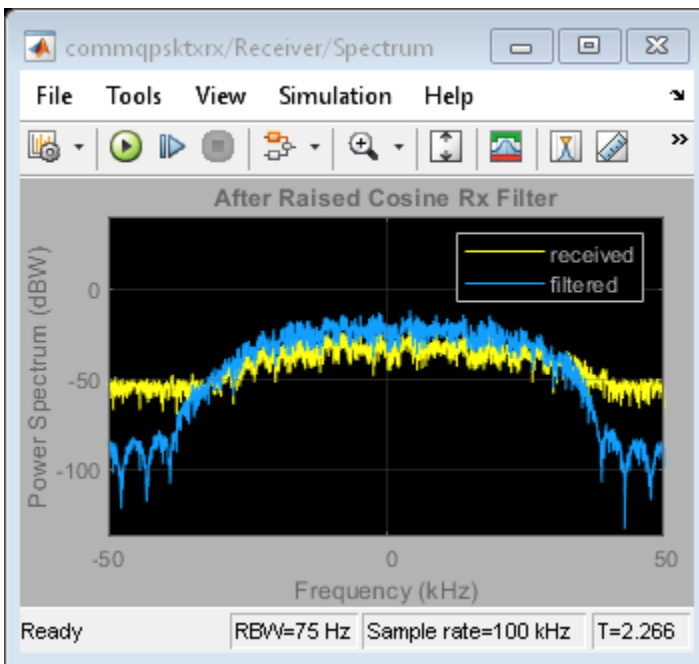 commqpsktxrx/Receiver/Spectrum
File Tools View Simulation Help
After Raised Cosine Rx Filter
received
filtered
Power Spectrum (dBW)
0
-50
-100
-50 0 50
Frequency (kHz)
Ready RBW=75 Hz Sample rate=100 kHz T=2.266